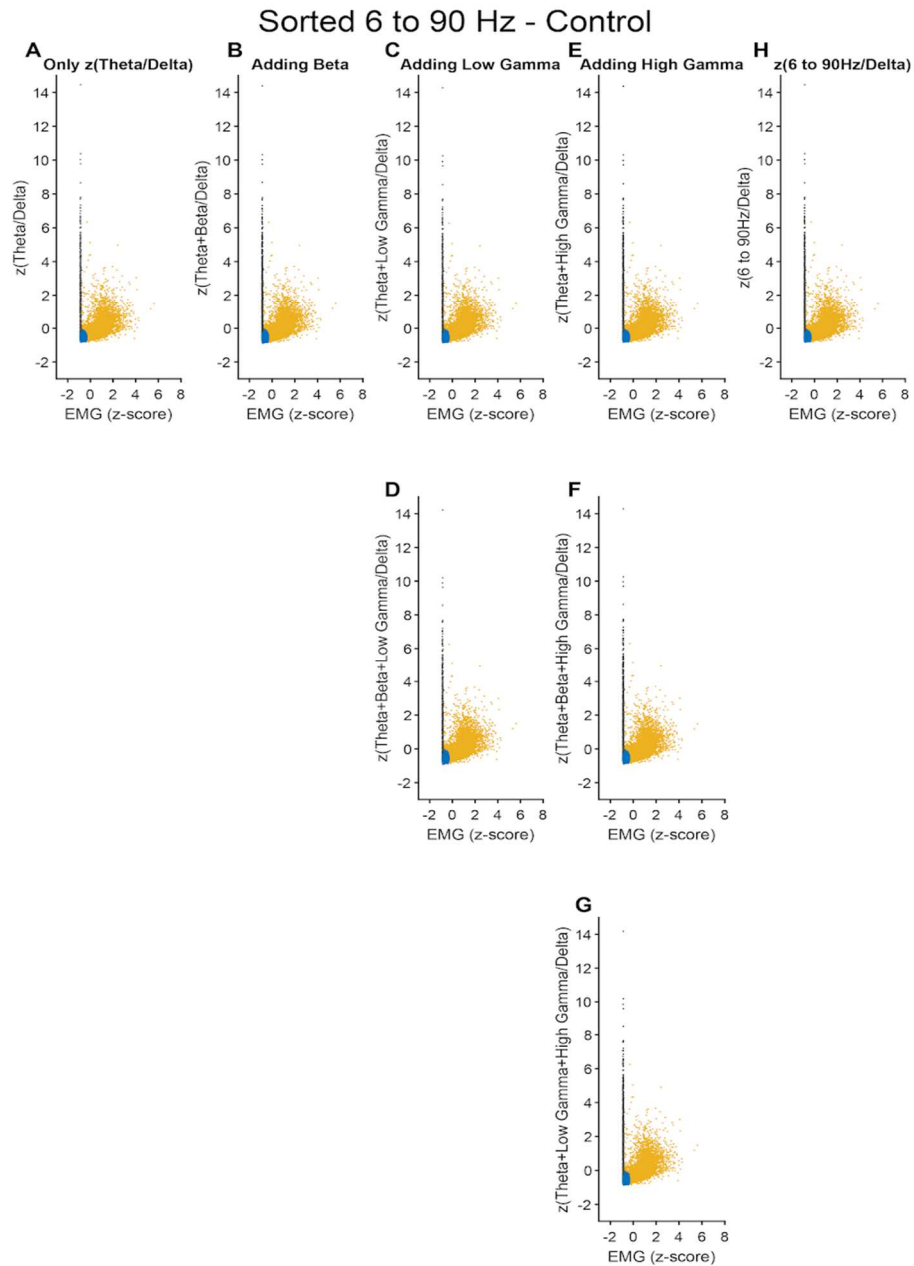 Sorted 6 to 90 Hz - Control
A
Only z(Theta/Delta)
z(Theta/Delta)
14
12
10
8
6
4
2
0
-2
-2 0 2 4 6 8
EMG (z-score)
B
Adding Beta
z(Theta+Beta/Delta)
14
12
10
8
6
4
2
0
-2
-2 0 2 4 6 8
EMG (z-score)
C
Adding Low Gamma
z(Theta+Low Gamma/Delta)
14
12
10
8
6
4
2
0
-2
-2 0 2 4 6 8
EMG (z-score)
E
Adding High Gamma
z(Theta+High Gamma/Delta)
14
12
10
8
6
4
2
0
-2
-2 0 2 4 6 8
EMG (z-score)
H
z(6 to 90Hz/Delta)
z(6 to 90Hz/Delta)
14
12
10
8
6
4
2
0
-2
-2 0 2 4 6 8
EMG (z-score)
D
z(Theta+Beta+Low Gamma/Delta)
14
12
10
8
6
4
2
0
-2
-2 0 2 4 6 8
EMG (z-score)
F
z(Theta+Beta+High Gamma/Delta)
14
12
10
8
6
4
2
0
-2
-2 0 2 4 6 8
EMG (z-score)
G
z(Theta+Low Gamma+High Gamma/Delta)
14
12
10
8
6
4
2
0
-2
-2 0 2 4 6 8
EMG (z-score)